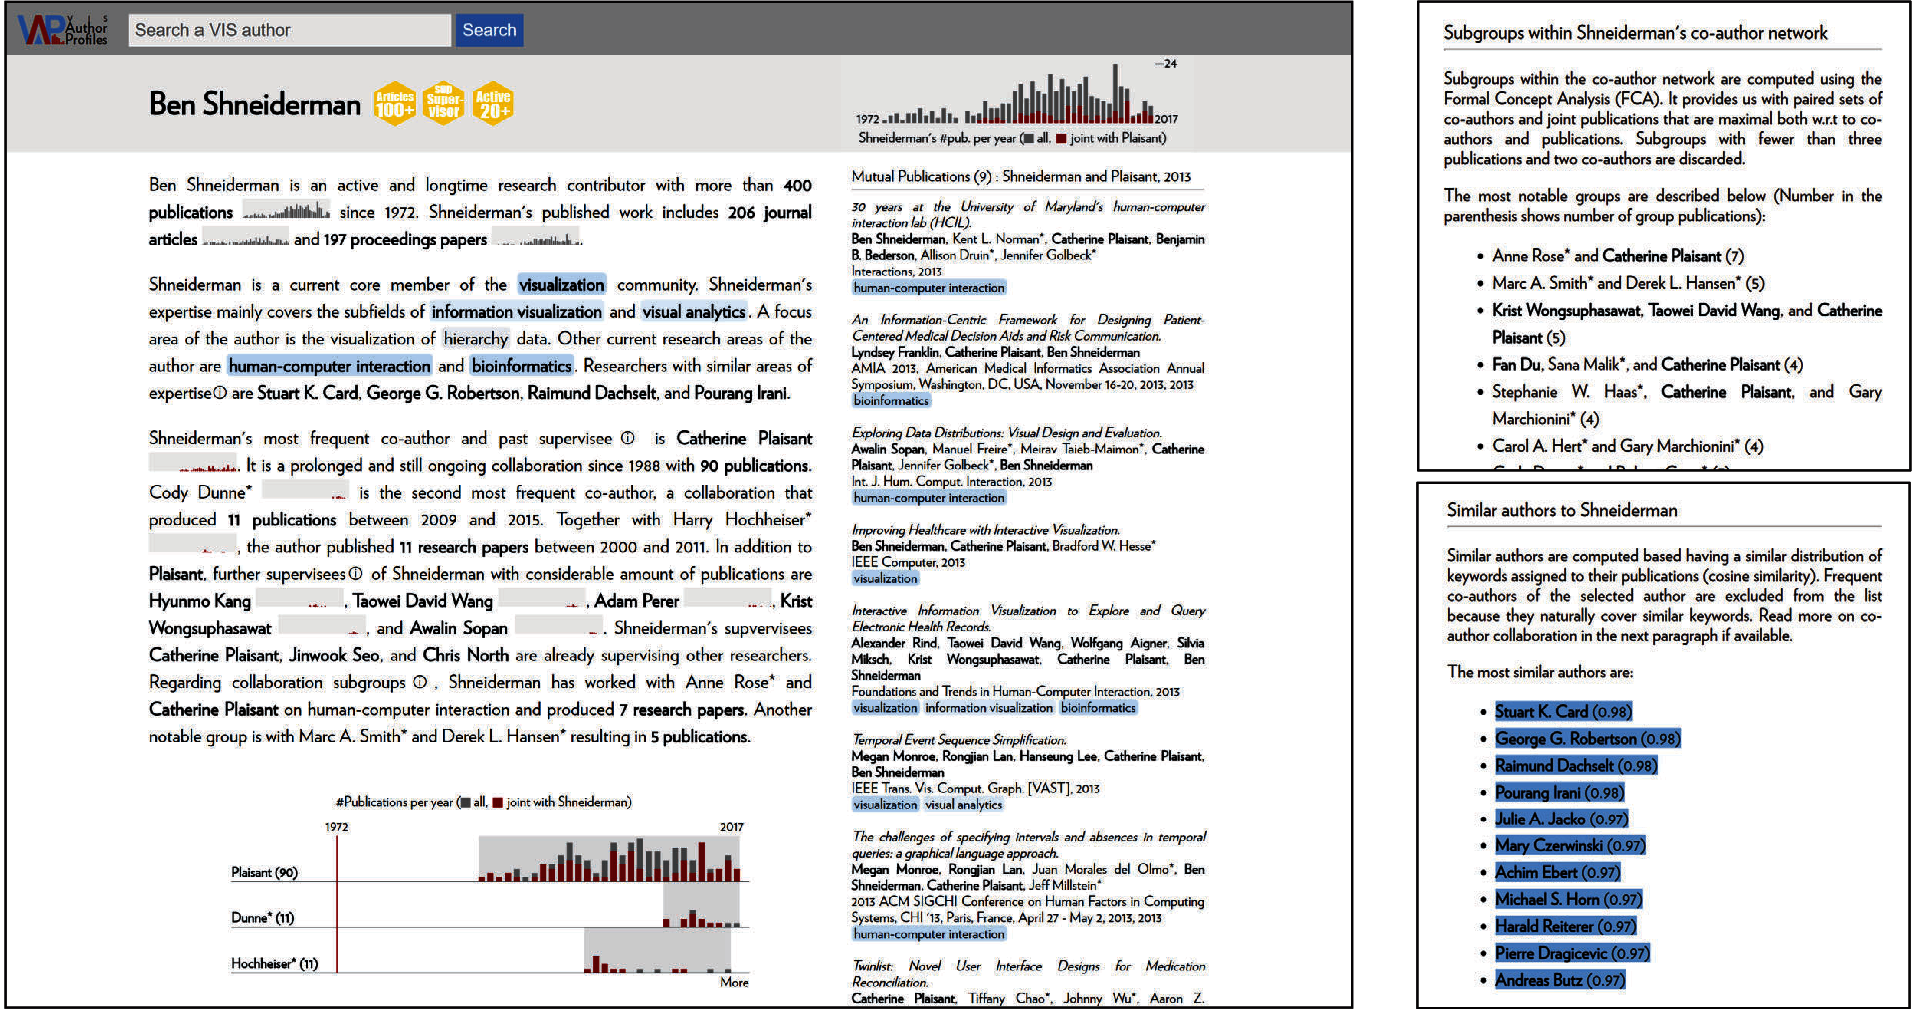 VAP
Vis
Author
Profiles
Search a VIS author
Search
Ben Shneiderman
Articles
100+
Super-
visor
Active
20+
24
1972
2017
Shneiderman's #pub. per year (■ all, ■ joint with Plaisant)
Ben Shneiderman is an active and longtime research contributor with more than 400
publications since 1972. Shneiderman's published work includes 206 journal
articles and 197 proceedings papers .
Shneiderman is a current core member of the visualization community. Shneiderman's
expertise mainly covers the subfields of information visualization and visual analytics. A focus
area of the author is the visualization of hierarchy data. Other current research areas of the
author are human-computer interaction and bioinformatics. Researchers with similar areas of
expertiseⓘ are Stuart K. Card, George G. Robertson, Raimund Dachselt, and Pourang Irani.
Shneiderman's most frequent co-author and past supervisee ⓘ is Catherine Plaisant
. It is a prolonged and still ongoing collaboration since 1988 with 90 publications.
Cody Dunne* is the second most frequent co-author, a collaboration that
produced 11 publications between 2009 and 2015. Together with Harry Hochheiser*
, the author published 11 research papers between 2000 and 2011. In addition to
Plaisant, further superviseesⓘ of Shneiderman with considerable amount of publications are
Hyunmo Kang , Taowei David Wang , Adam Perer , Krist
Wongsuphasawat , and Awalin Sopan . Shneiderman's supvervisees
Catherine Plaisant, Jinwook Seo, and Chris North are already supervising other researchers.
Regarding collaboration subgroups ⓘ , Shneiderman has worked with Anne Rose* and
Catherine Plaisant on human-computer interaction and produced 7 research papers. Another
notable group is with Marc A. Smith* and Derek L. Hansen* resulting in 5 publications.
#Publications per year (■ all, ■ joint with Shneiderman)
1972
2017
Plaisant (90)
Dunne* (11)
Hochheiser* (11)
More
Mutual Publications (9) : Shneiderman and Plaisant, 2013
30 years at the University of Maryland's human-computer
interaction lab (HCIL).
Ben Shneiderman, Kent L. Norman*, Catherine Plaisant, Benjamin
B. Bederson, Allison Druin*, Jennifer Golbeck*
Interactions, 2013
human-computer interaction
An Information-Centric Framework for Designing Patient-
Centered Medical Decision Aids and Risk Communication.
Lyndsey Franklin, Catherine Plaisant, Ben Shneiderman
AMIA 2013, American Medical Informatics Association Annual
Symposium, Washington, DC, USA, November 16-20, 2013, 2013
bioinformatics
Exploring Data Distributions: Visual Design and Evaluation.
Awalin Sopan, Manuel Freire*, Meirav Taieb-Maimon*, Catherine
Plaisant, Jennifer Golbeck*, Ben Shneiderman
Int. J. Hum. Comput. Interaction, 2013
human-computer interaction
Improving Healthcare with Interactive Visualization.
Ben Shneiderman, Catherine Plaisant, Bradford W. Hesse*
IEEE Computer, 2013
visualization
Interactive Information Visualization to Explore and Query
Electronic Health Records.
Alexander Rind, Taowei David Wang, Wolfgang Aigner, Silvia
Miksch, Krist Wongsuphasawat, Catherine Plaisant, Ben
Shneiderman
Foundations and Trends in Human-Computer Interaction, 2013
visualization information visualization bioinformatics
Temporal Event Sequence Simplification.
Megan Monroe, Rongjian Lan, Hanseung Lee, Catherine Plaisant,
Ben Shneiderman
IEEE Trans. Vis. Comput. Graph. [VAST], 2013
visualization visual analytics
The challenges of specifying intervals and absences in temporal
queries: a graphical language approach.
Megan Monroe, Rongjian Lan, Juan Morales del Olmo*, Ben
Shneiderman, Catherine Plaisant, Jeff Millstein*
2013 ACM SIGCHI Conference on Human Factors in Computing
Systems, CHI '13, Paris, France, April 27 - May 2, 2013, 2013
human-computer interaction
Twinlist: Novel User Interface Designs for Medication
Reconciliation.
Catherine Plaisant, Tiffany Chao*, Johnny Wu*, Aaron Z.
Subgroups within Shneiderman's co-author network
Subgroups within the co-author network are computed using the
Formal Concept Analysis (FCA). It provides us with paired sets of
co-authors and joint publications that are maximal both w.r.t to co-
authors and publications. Subgroups with fewer than three
publications and two co-authors are discarded.
The most notable groups are described below (Number in the
parenthesis shows number of group publications):
• Anne Rose* and Catherine Plaisant (7)
• Marc A. Smith* and Derek L. Hansen* (5)
• Krist Wongsuphasawat, Taowei David Wang, and Catherine
Plaisant (5)
• Fan Du, Sana Malik*, and Catherine Plaisant (4)
• Stephanie W. Haas*, Catherine Plaisant, and Gary
Marchionini* (4)
• Carol A. Hert* and Gary Marchionini* (4)
Similar authors to Shneiderman
Similar authors are computed based having a similar distribution of
keywords assigned to their publications (cosine similarity). Frequent
co-authors of the selected author are excluded from the list
because they naturally cover similar keywords. Read more on co-
author collaboration in the next paragraph if available.
The most similar authors are:
• Stuart K. Card (0.98)
• George G. Robertson (0.98)
• Raimund Dachselt (0.98)
• Pourang Irani (0.98)
• Julie A. Jacko (0.97)
• Mary Czerwinski (0.97)
• Achim Ebert (0.97)
• Michael S. Horn (0.97)
• Harald Reiterer (0.97)
• Pierre Dragicevic (0.97)
• Andreas Butz (0.97)